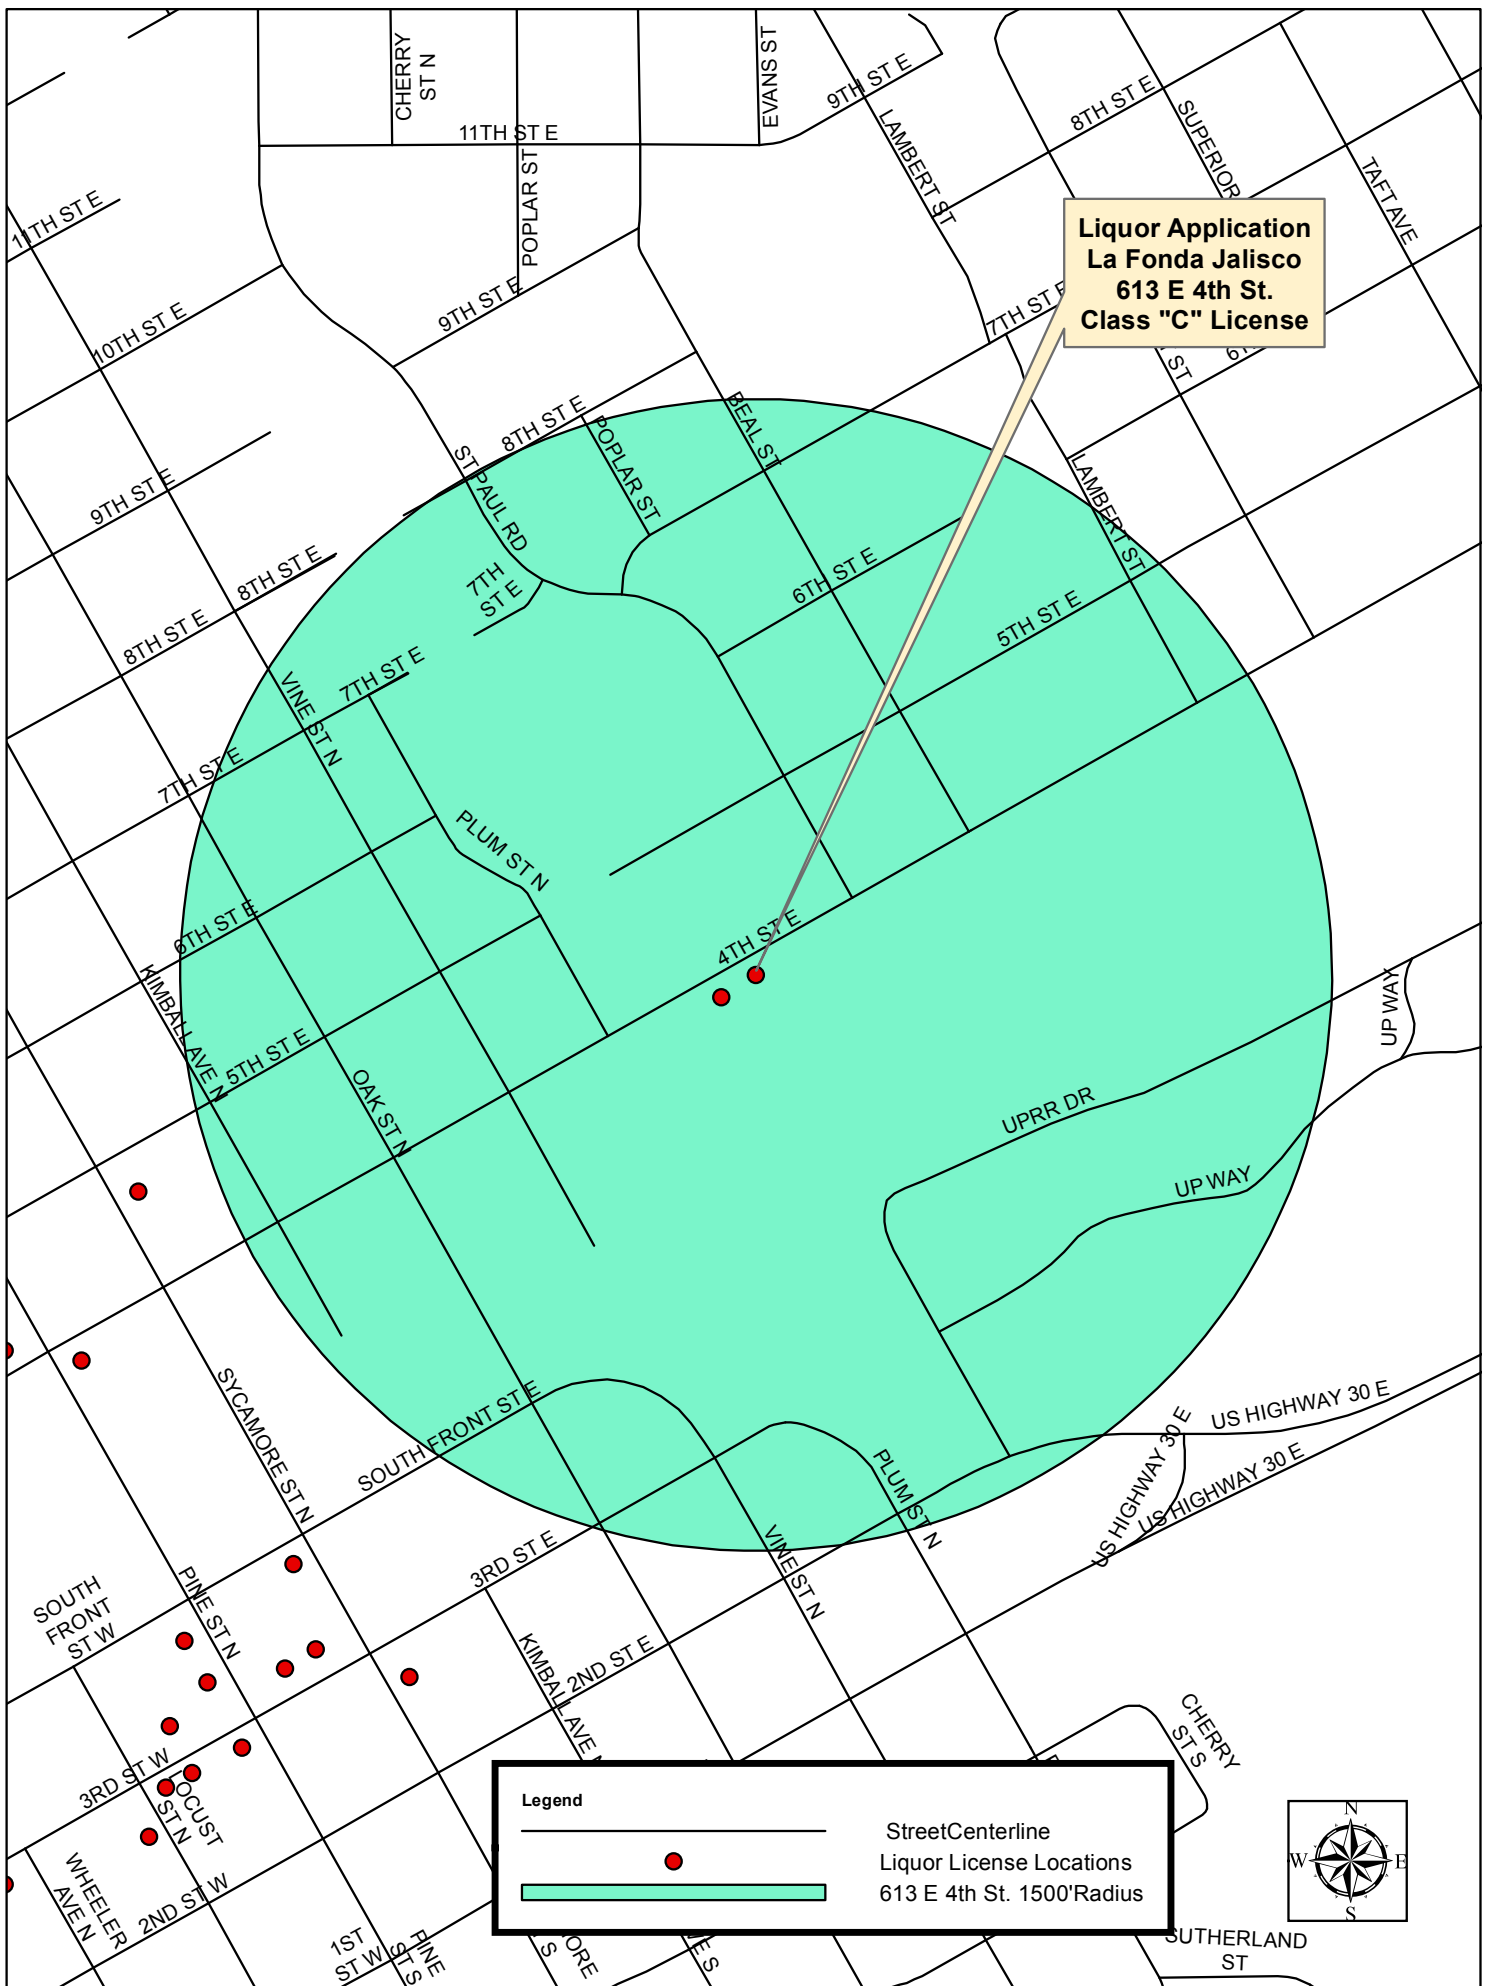 CHERRY
ST N
EVANS ST
9TH ST E
8TH ST E
11TH ST E
POPLAR ST
LAMBERT ST
SUPERIOR
TAFT AVE
11TH ST E
Liquor Application
La Fonda Jalisco
613 E 4th St.
Class "C" License
10TH ST E
9TH ST E
7TH ST E
ST
8TH ST E
POPLAR ST
BEAL ST
ST PAUL RD
LAMBERT ST
9TH ST E
7TH
ST E
6TH ST E
5TH ST E
8TH ST E
8TH ST E
7TH ST E
VINE ST N
7TH ST E
PLUM ST N
6TH ST E
4TH ST E
KIMBALL AVE N
5TH ST E
OAK ST N
UP WAY
UPRR DR
UP WAY
SYCAMORE ST N
SOUTH FRONT ST E
US HIGHWAY 30 E
US HIGHWAY 30 E
US HIGHWAY 30 E
PLUM ST N
VINE ST N
3RD ST E
SOUTH
FRONT
ST W
PINE ST N
KIMBALL AVE N
2ND ST E
CHERRY
ST S
3RD ST W
LOCUST
ST N
WHEELER
AVE N
2ND ST W
1ST
ST W
PINE
ST S
Legend
StreetCenterline
Liquor License Locations
613 E 4th St. 1500'Radius
N
W
E
S
SUTHERLAND
ST